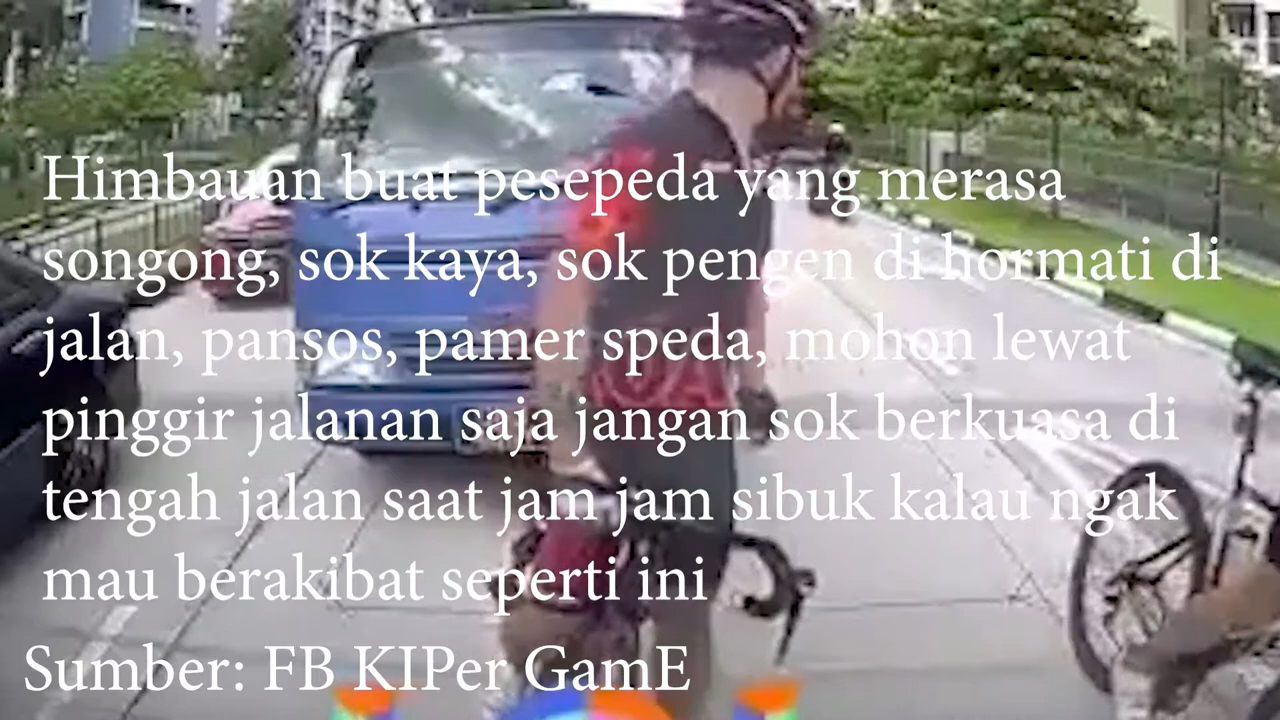 Himbauan buat pesepeda yang merasa
songong, sok kaya, sok pengen di hormati di
jalan, pansos, pamer speda, mohon lewat
pinggir jalanan saja jangan sok berkuasa di
tengah jalan saat jam jam sibuk kalau ngak
mau berakibat seperti ini
Sumber: FB KIPer GamE